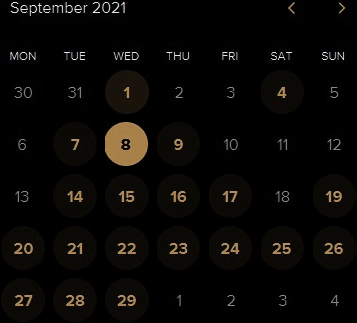 September 2021
MON TUE WED THU FRI SAT SUN
30 31 1 2 3 4 5
6 7 8 9 10 11 12
13 14 15 16 17 18 19
20 21 22 23 24 25 26
27 28 29 1 2 3 4